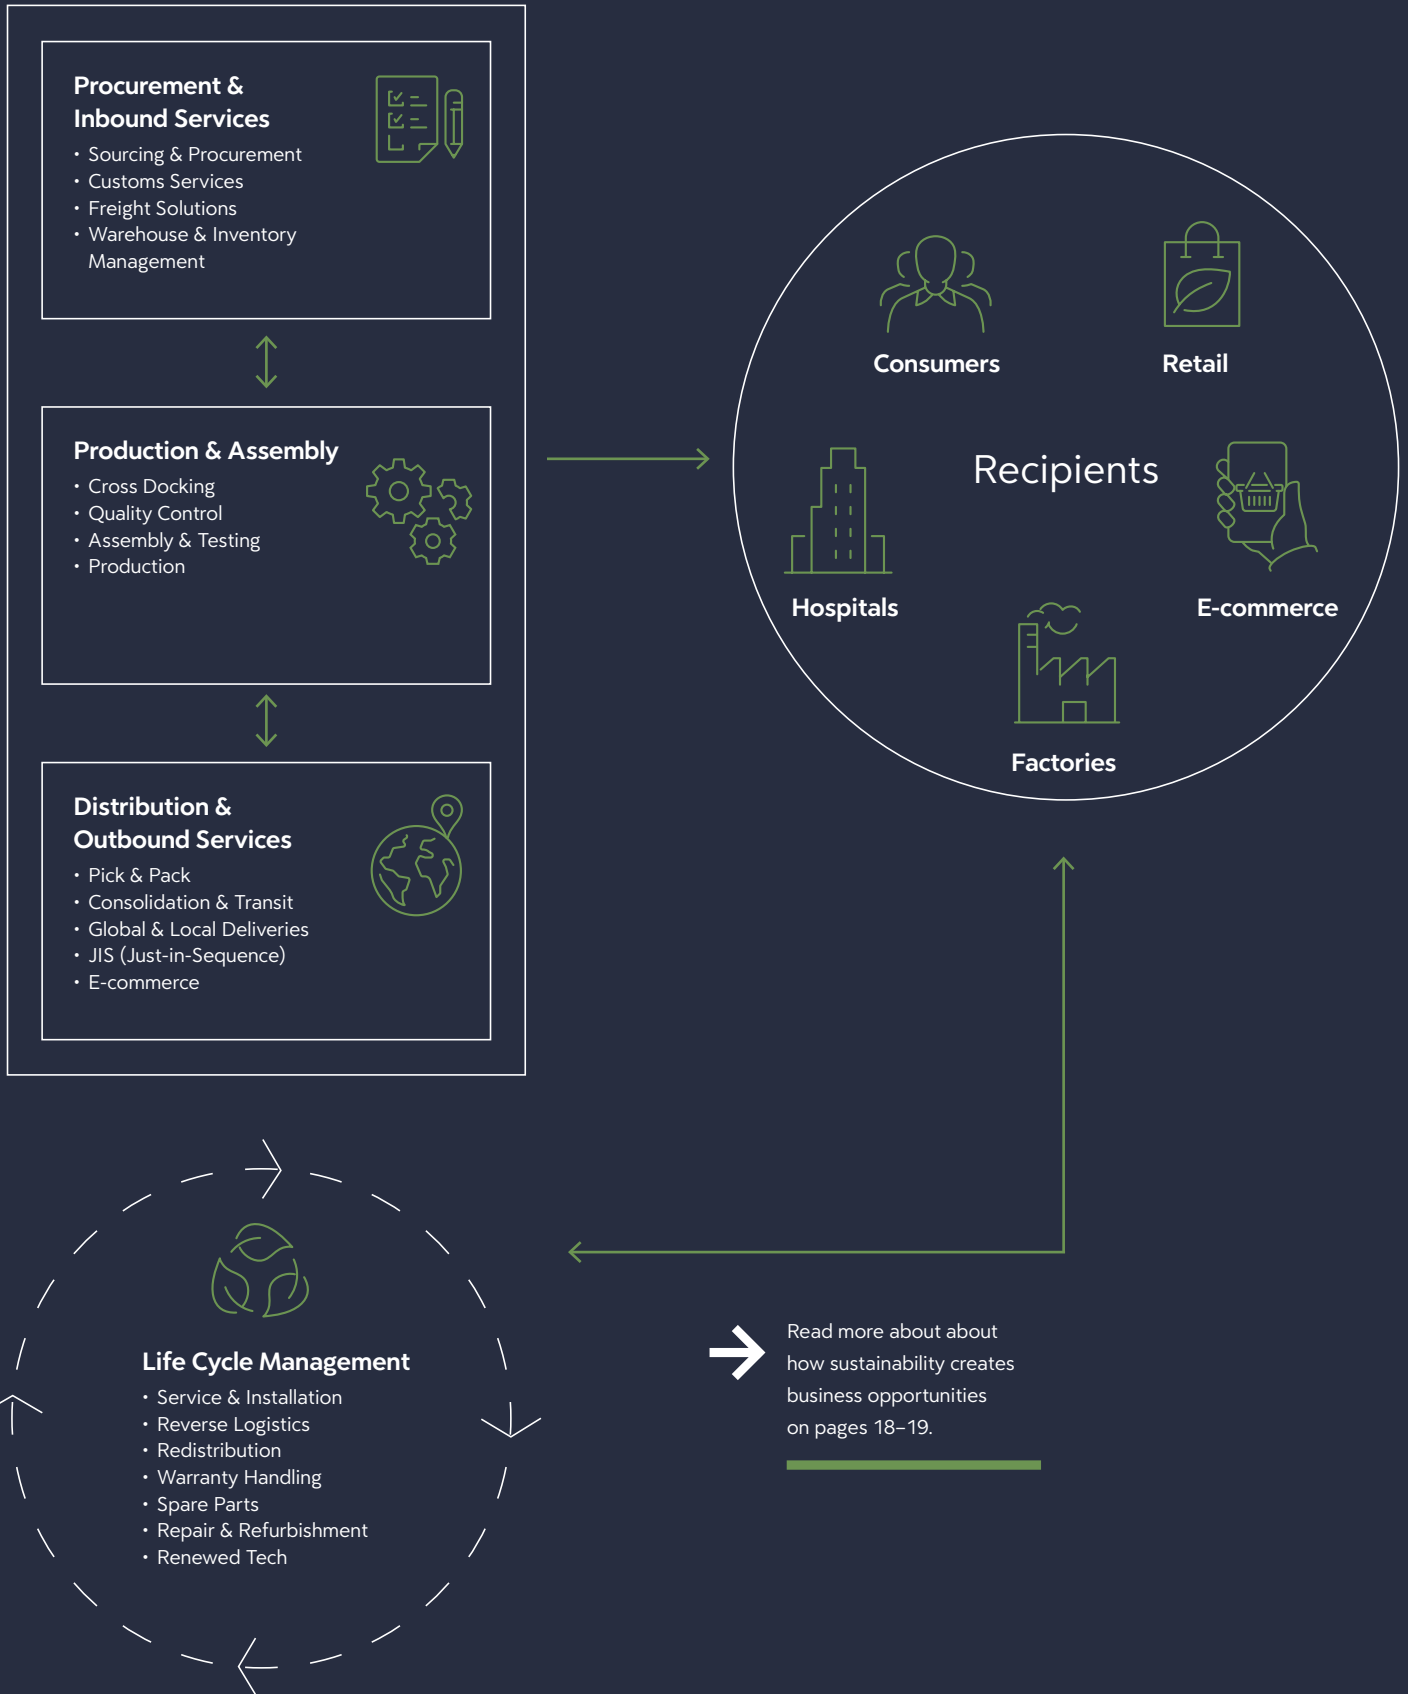 Procurement &
Inbound Services
• Sourcing & Procurement
• Customs Services
• Freight Solutions
• Warehouse & Inventory
Management
Production & Assembly
• Cross Docking
• Quality Control
• Assembly & Testing
• Production
Distribution &
Outbound Services
• Pick & Pack
• Consolidation & Transit
• Global & Local Deliveries
• JIS (Just-in-Sequence)
• E-commerce
Consumers
Retail
Recipients
Hospitals
E-commerce
Factories
Life Cycle Management
• Service & Installation
• Reverse Logistics
• Redistribution
• Warranty Handling
• Spare Parts
• Repair & Refurbishment
• Renewed Tech
Read more about about
how sustainability creates
business opportunities
on pages 18–19.